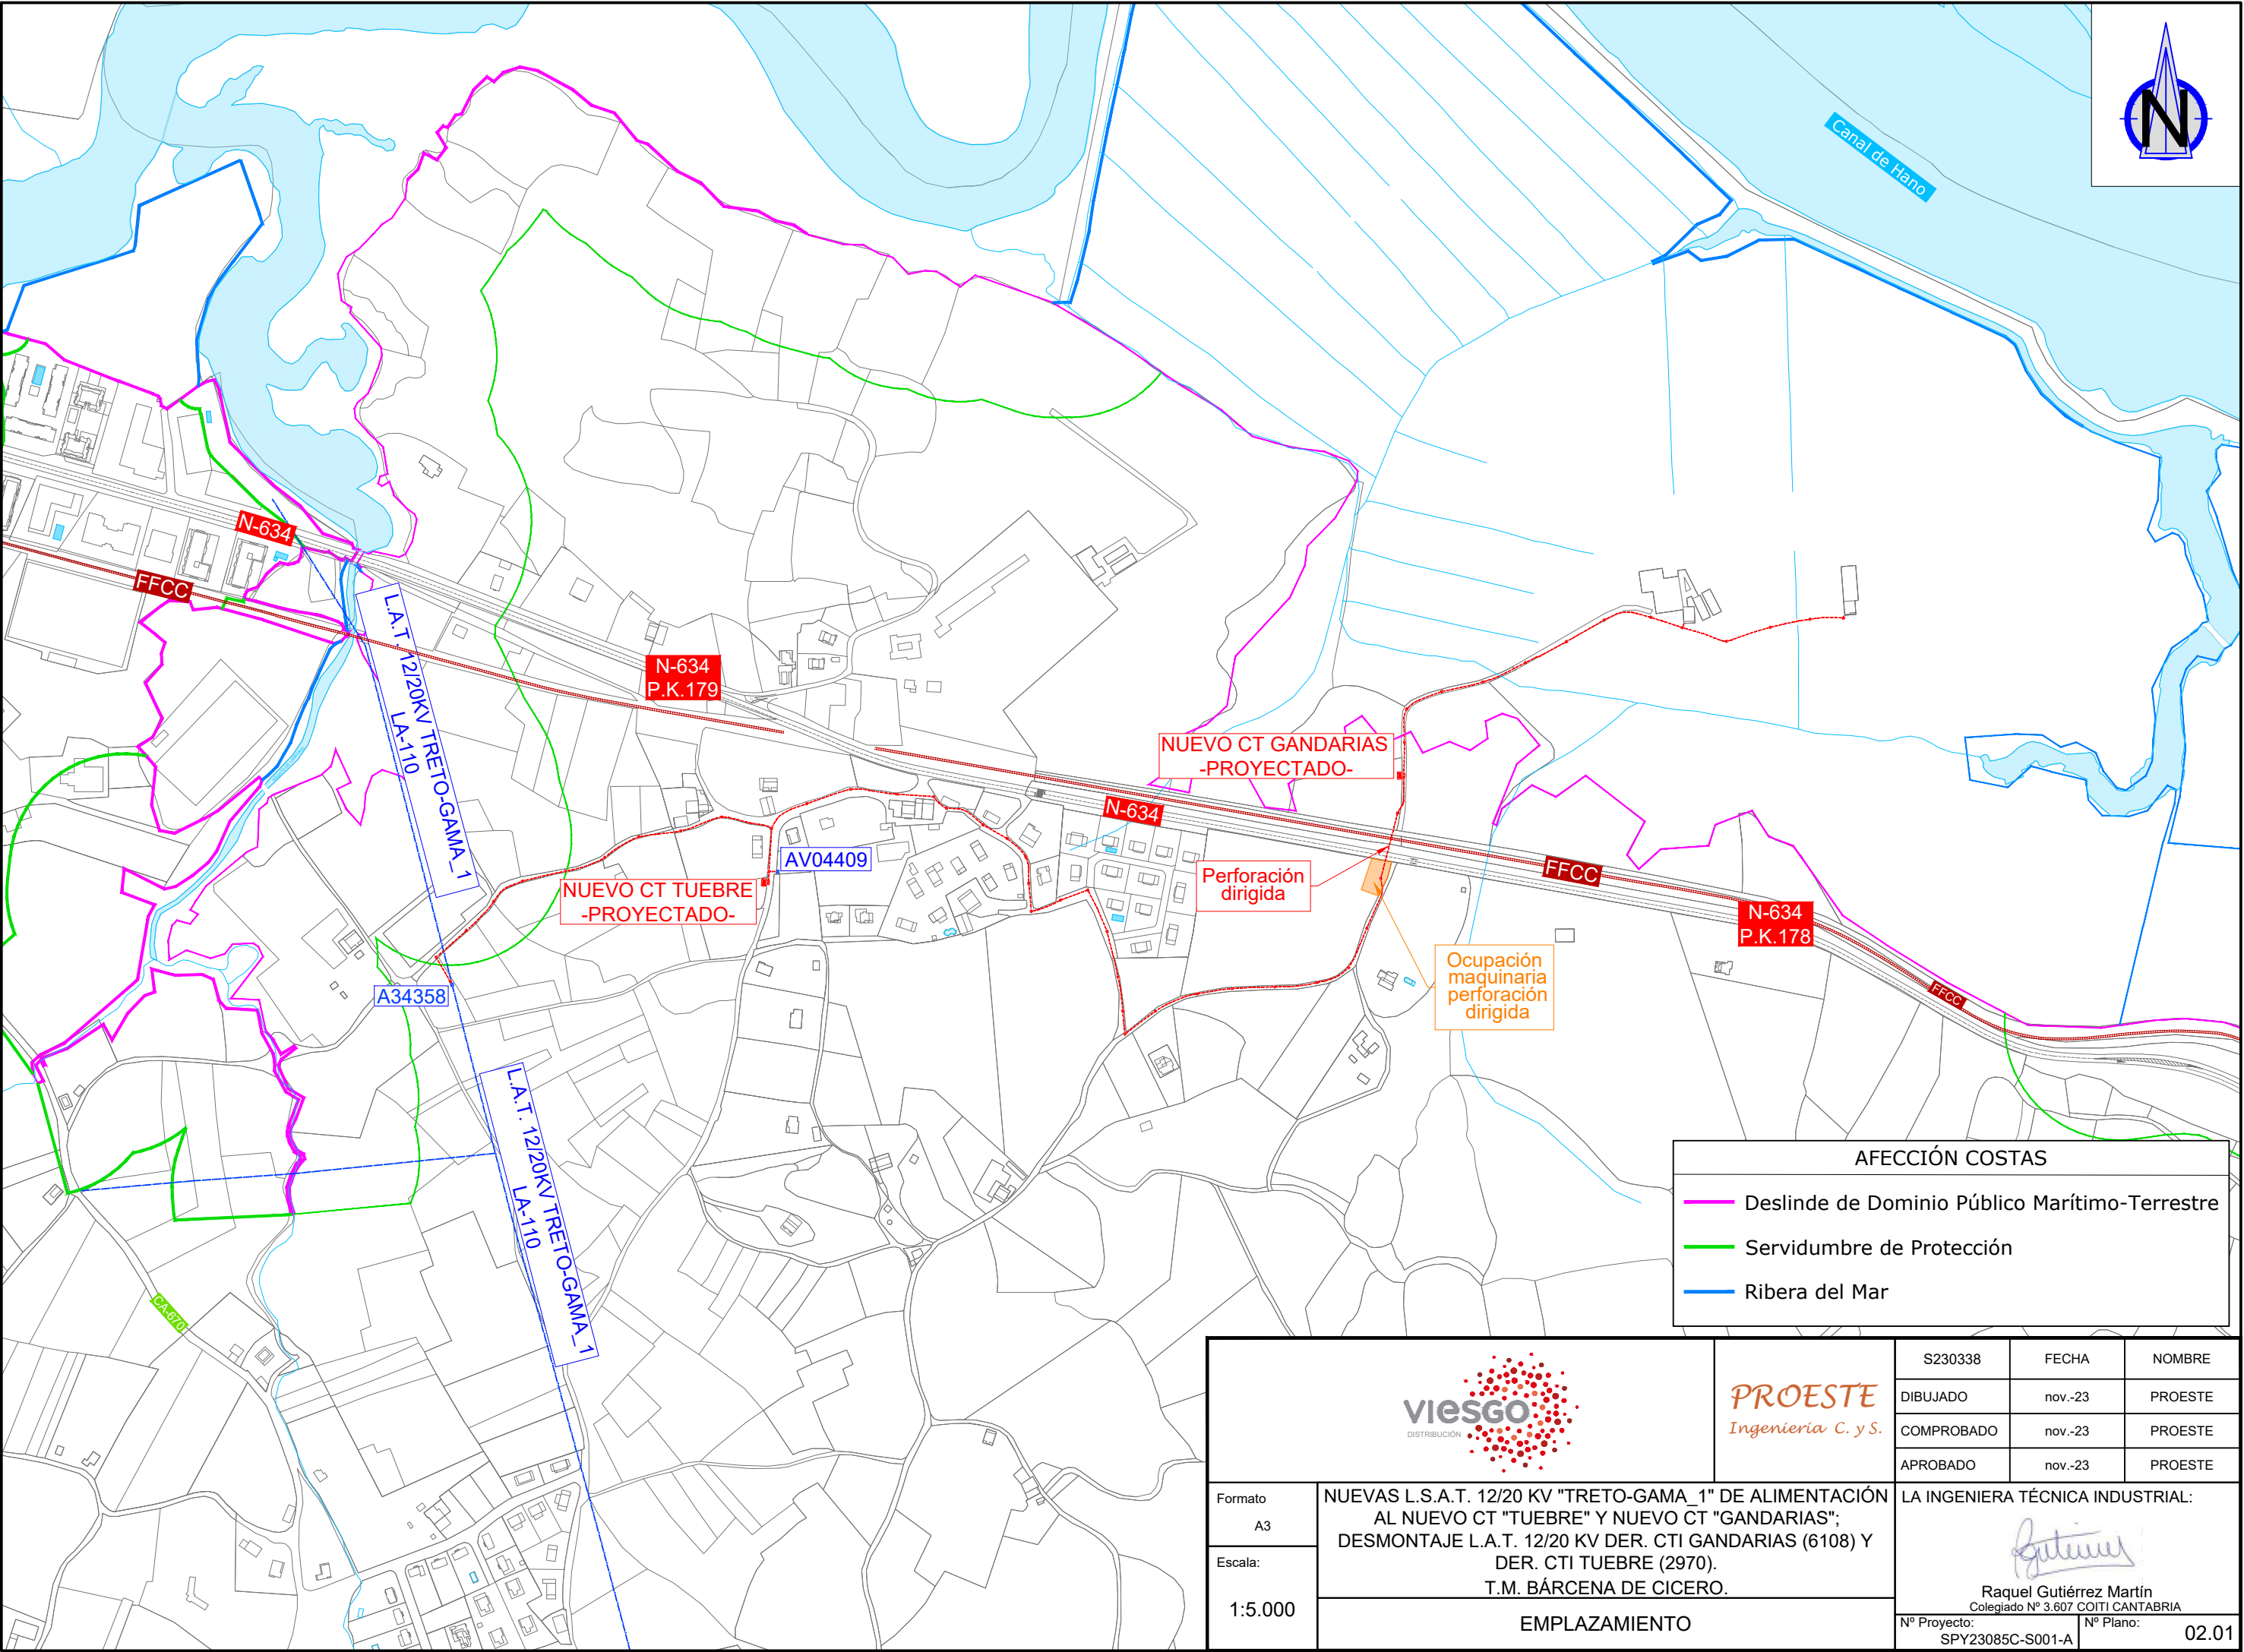 Canal de Hano
N
N-634
FFCC
L.A.T. 12/20KV TRETO-GAMA_1
LA-110
N-634
P.K.179
NUEVO CT GANDARIAS
-PROYECTADO-
N-634
AV04409
NUEVO CT TUEBRE
-PROYECTADO-
Perforación
dirigida
FFCC
N-634
P.K.178
Ocupación
maquinaria
perforación
dirigida
FFCC
A34358
L.A.T. 12/20KV TRETO-GAMA_1
LA-110
CA-670
AFECCIÓN COSTAS
Deslinde de Dominio Público Marítimo-Terrestre
Servidumbre de Protección
Ribera del Mar
viesgo
DISTRIBUCIÓN
PROESTE
Ingeniería C. y S.
S230338 FECHA NOMBRE
DIBUJADO nov.-23 PROESTE
COMPROBADO nov.-23 PROESTE
APROBADO nov.-23 PROESTE
Formato
A3
Escala:
1:5.000
NUEVAS L.S.A.T. 12/20 KV "TRETO-GAMA_1" DE ALIMENTACIÓN
AL NUEVO CT "TUEBRE" Y NUEVO CT "GANDARIAS";
DESMONTAJE L.A.T. 12/20 KV DER. CTI GANDARIAS (6108) Y
DER. CTI TUEBRE (2970).
T.M. BÁRCENA DE CICERO.
EMPLAZAMIENTO
LA INGENIERA TÉCNICA INDUSTRIAL:
Raquel Gutiérrez Martín
Colegiado Nº 3.607 COITI CANTABRIA
Nº Proyecto:
SPY23085C-S001-A
Nº Plano:
02.01